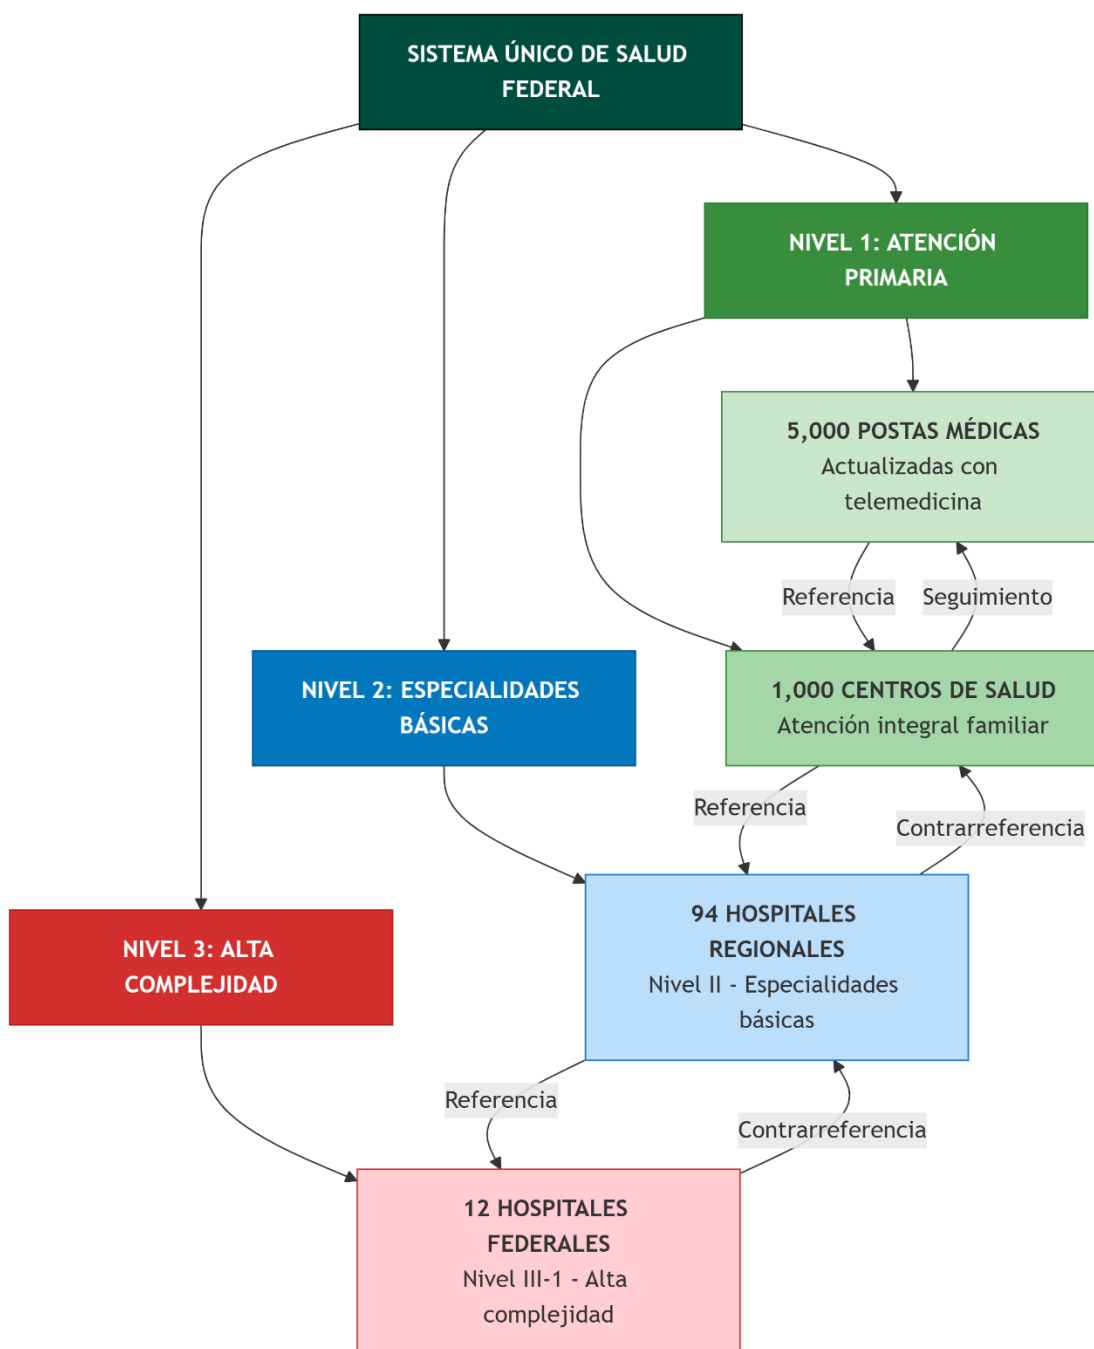 SISTEMA ÚNICO DE SALUD
FEDERAL
NIVEL 1: ATENCIÓN
PRIMARIA
5,000 POSTAS MÉDICAS
Actualizadas con
telemedicina
Referencia
Seguimiento
NIVEL 2: ESPECIALIDADES
BÁSICAS
1,000 CENTROS DE SALUD
Atención integral familiar
Referencia
Contrarreferencia
94 HOSPITALES
REGIONALES
Nivel II - Especialidades
básicas
NIVEL 3: ALTA
COMPLEJIDAD
Referencia
Contrarreferencia
12 HOSPITALES
FEDERALES
Nivel III-1 - Alta
complejidad